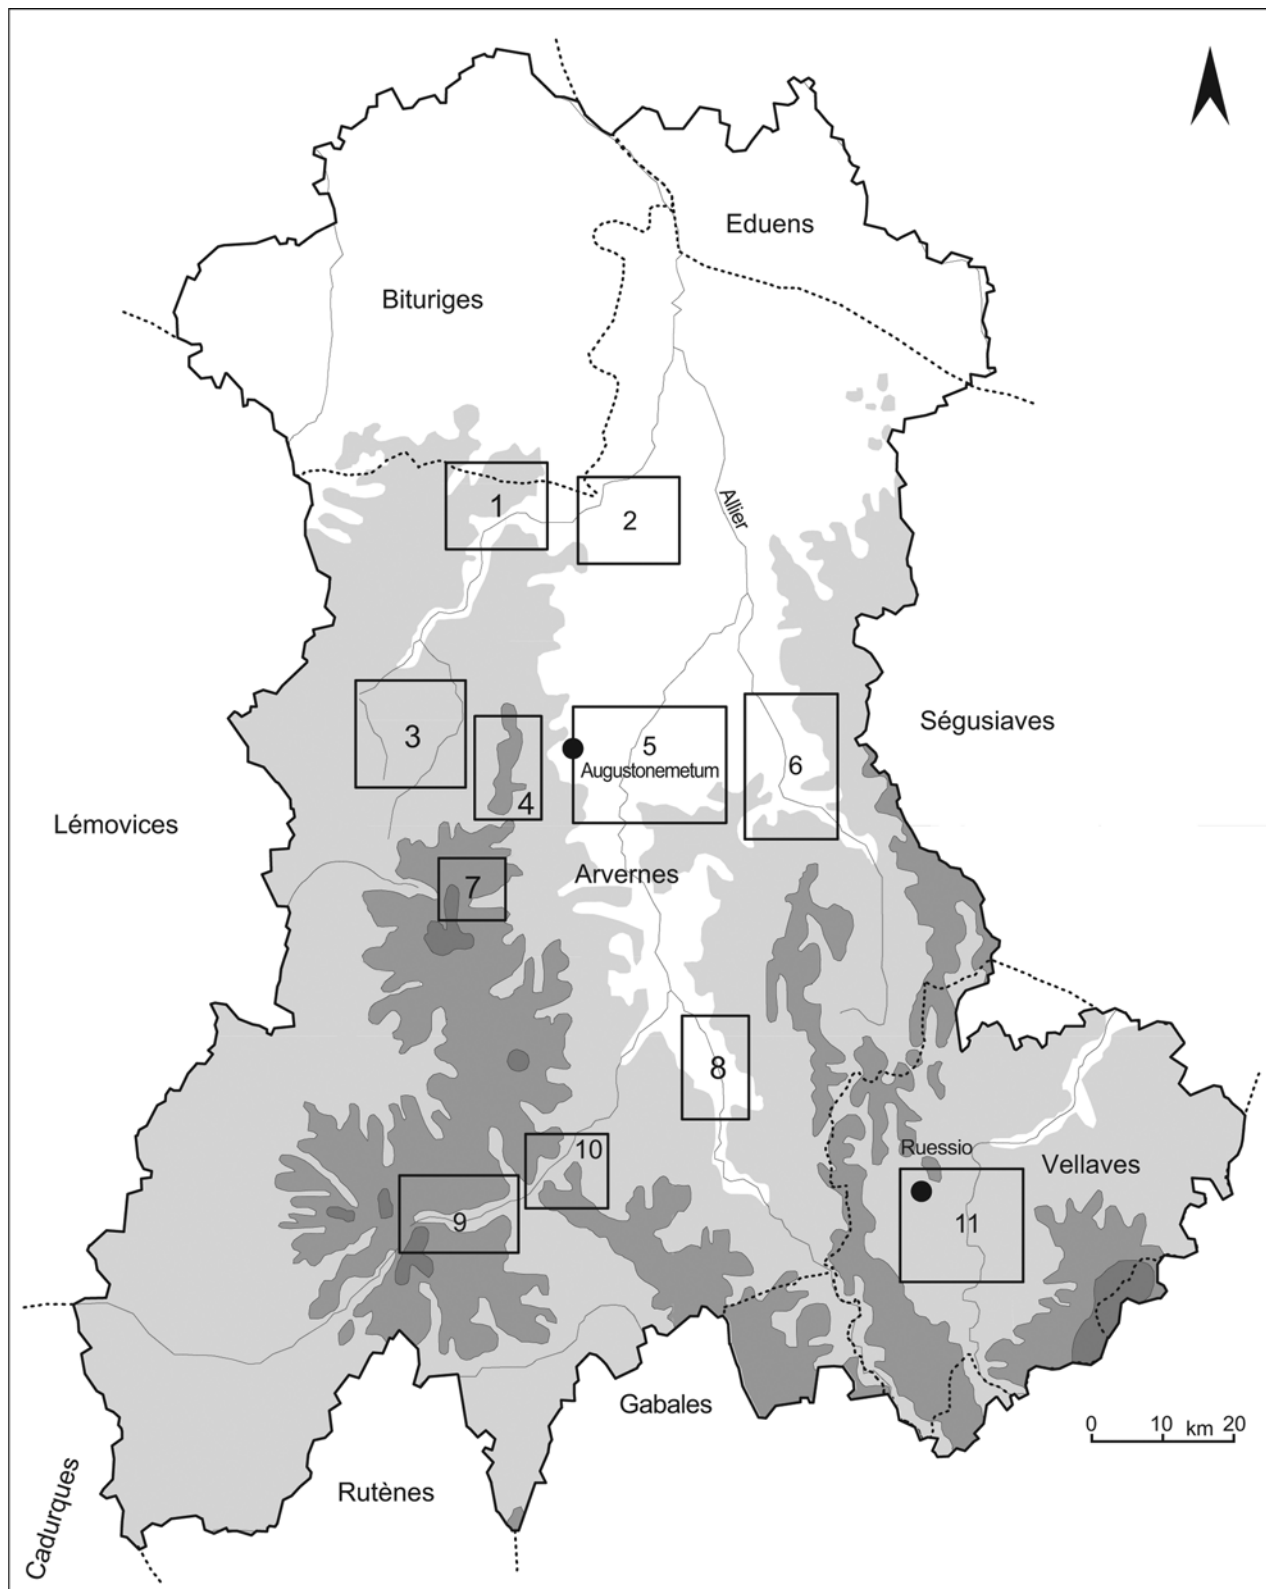 Eduens
Bituriges
Allier
1
2
Ségusiaves
3
4
5
Augustonemetum
6
Lémovices
Arvernes
7
8
10
Ruessio
Vellaves
9
11
Gabales
0 10 km 20
Rutènes
Cadurques